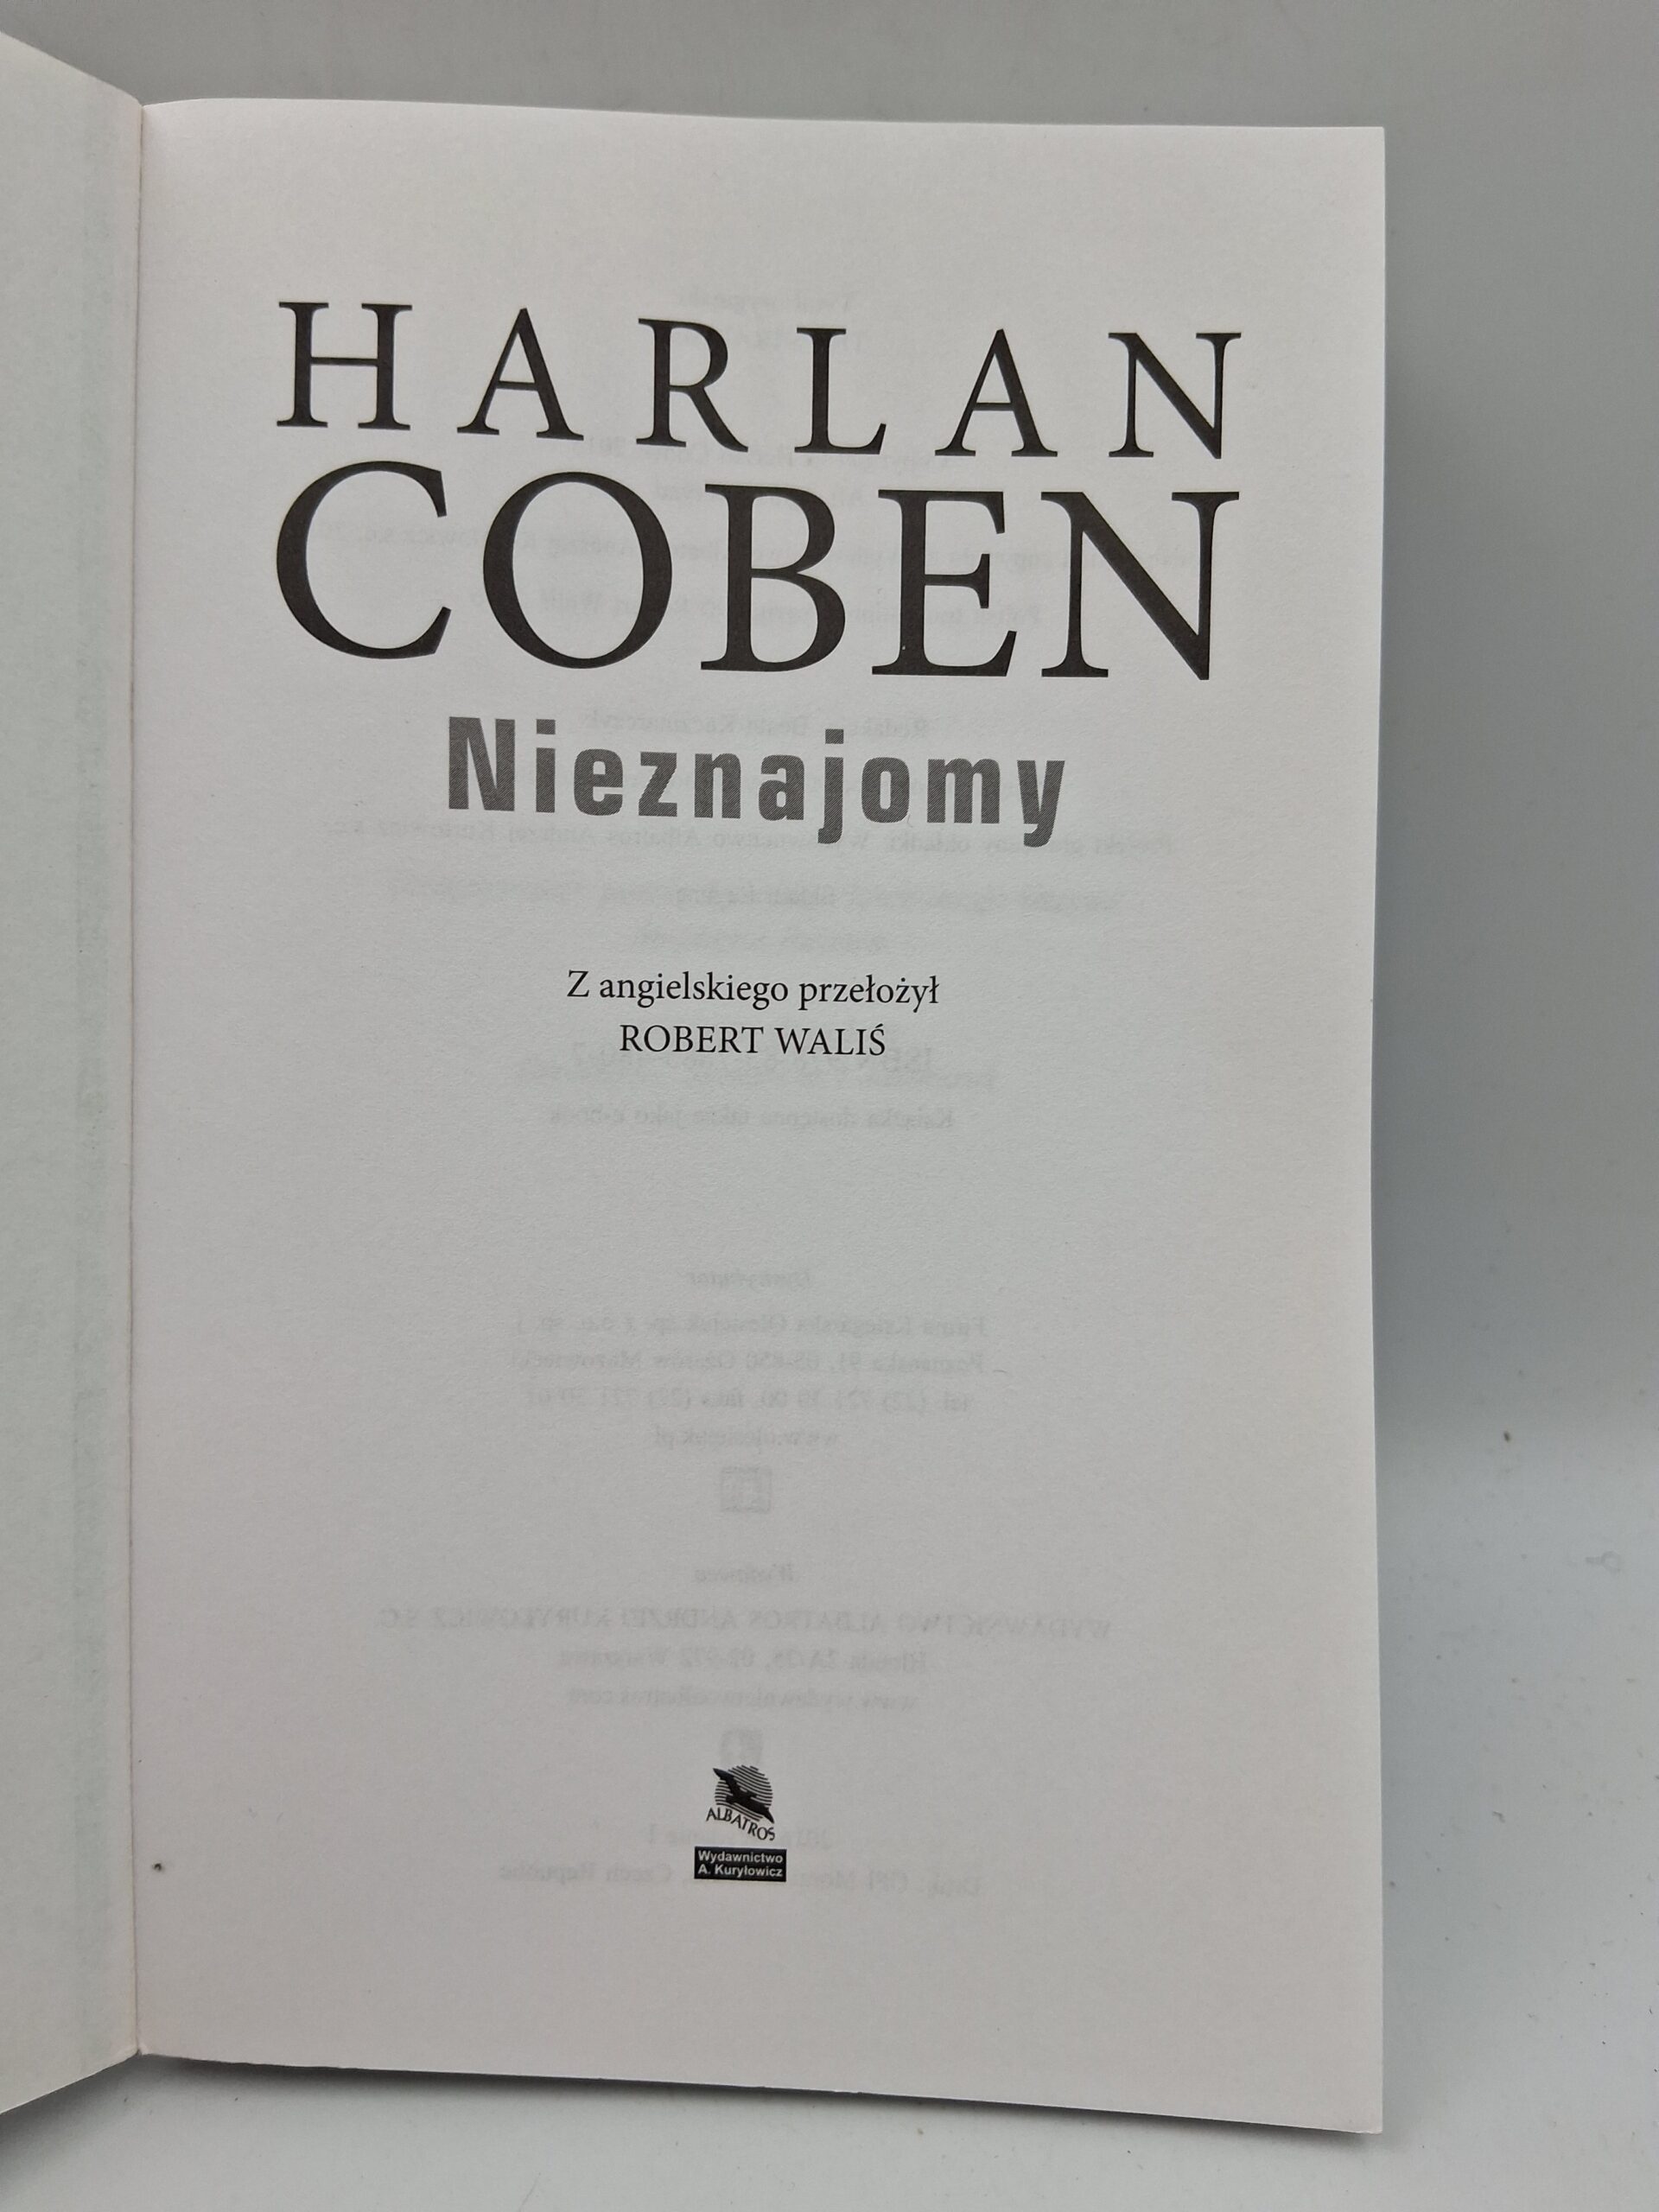 HARLAN
COBEN
Nieznajomy
Z angielskiego przełożył
ROBERT WALIŚ
ALBATROS
Wydawnictwo
A. Kuryłowicz